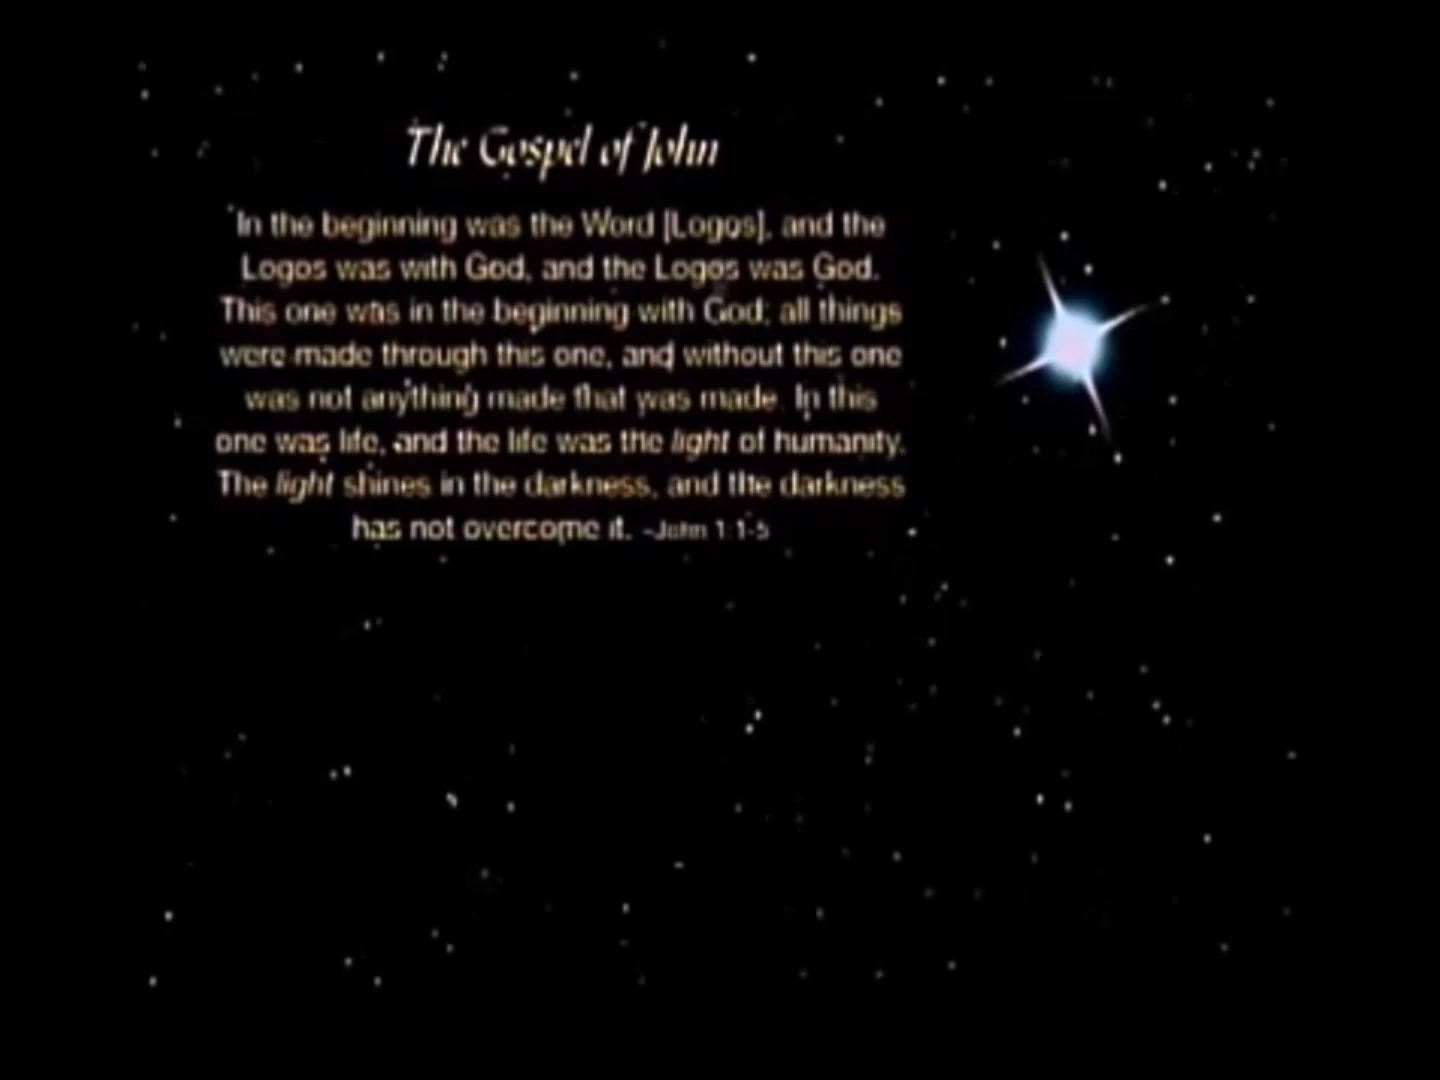 The Gospel of John
In the beginning was the Word [Logos], and the
Logos was with God, and the Logos was God.
This one was in the beginning with God; all things
were made through this one, and without this one
was not anything made that was made. In this
one was life, and the life was the light of humanity.
The light shines in the darkness, and the darkness
has not overcome it. ~John 1:1-5